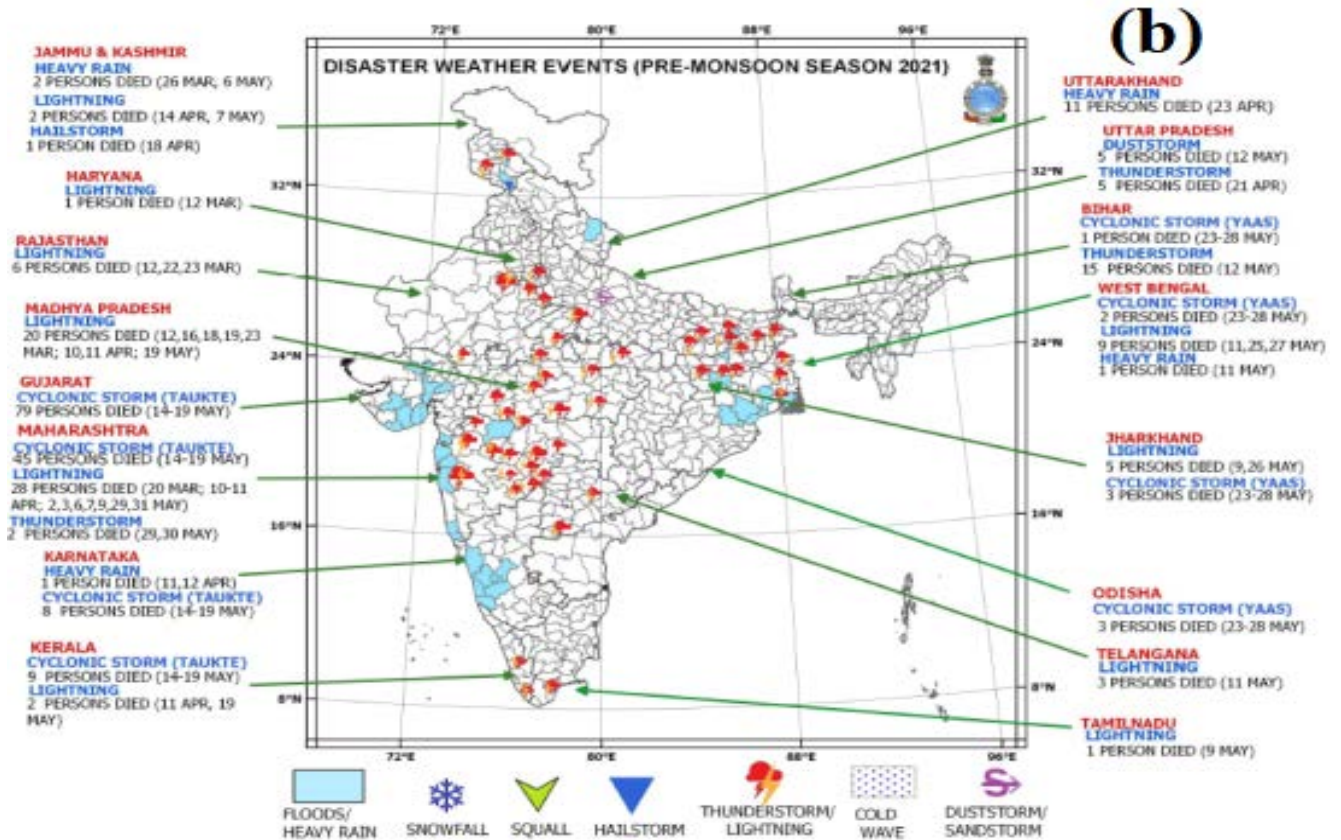 (b)
DISASTER WEATHER EVENTS (PRE-MONSOON SEASON 2021)
72°E 80°E 88°E 96°E
JAMMU & KASHMIR
HEAVY RAIN
2 PERSONS DIED (26 MAR, 6 MAY)
LIGHTNING
2 PERSONS DIED (14 APR, 7 MAY)
HAILSTORM
1 PERSON DIED (18 APR)
HARYANA
LIGHTNING
1 PERSON DIED (12 MAR)
RAJASTHAN
LIGHTNING
6 PERSONS DIED (12,22,23 MAR)
MADHYA PRADESH
LIGHTNING
20 PERSONS DIED (12,16,18,19,23
MAR; 10,11 APR; 19 MAY)
GUJARAT
CYCLONIC STORM (TAUKTE)
79 PERSONS DIED (14-19 MAY)
MAHARASHTRA
CYCLONIC STORM (TAUKTE)
45 PERSONS DIED (14-19 MAY)
LIGHTNING
28 PERSONS DIED (20 MAR; 10-11
APR; 2,3,6,7,9,29,31 MAY)
THUNDERSTORM
2 PERSONS DIED (29,30 MAY)
KARNATAKA
HEAVY RAIN
1 PERSON DIED (11,12 APR)
CYCLONIC STORM (TAUKTE)
8 PERSONS DIED (14-19 MAY)
KERALA
CYCLONIC STORM (TAUKTE)
9 PERSONS DIED (14-19 MAY)
LIGHTNING
2 PERSONS DIED (11 APR, 19
MAY)
32°N
24°N
16°N
8°N
32°N
24°N
16°N
8°N
UTTARAKHAND
HEAVY RAIN
11 PERSONS DIED (23 APR)
UTTAR PRADESH
DUSTSTORM
5 PERSONS DIED (12 MAY)
THUNDERSTORM
5 PERSONS DIED (21 APR)
BIHAR
CYCLONIC STORM (YAAS)
1 PERSON DIED (23-28 MAY)
THUNDERSTORM
15 PERSONS DIED (12 MAY)
WEST BENGAL
CYCLONIC STORM (YAAS)
2 PERSONS DIED (23-28 MAY)
LIGHTNING
9 PERSONS DIED (11,25,27 MAY)
HEAVY RAIN
1 PERSON DIED (11 MAY)
JHARKHAND
LIGHTNING
5 PERSONS DIED (9,26 MAY)
CYCLONIC STORM (YAAS)
3 PERSONS DIED (23-28 MAY)
ODISHA
CYCLONIC STORM (YAAS)
3 PERSONS DIED (23-28 MAY)
TELANGANA
LIGHTNING
3 PERSONS DIED (11 MAY)
TAMILNADU
LIGHTNING
1 PERSON DIED (9 MAY)
72°E 80°E 88°E 96°E
FLOODS/
HEAVY RAIN
SNOWFALL
SQUALL
HAILSTORM
THUNDERSTORM/
LIGHTNING
COLD
WAVE
DUSTSTORM/
SANDSTORM